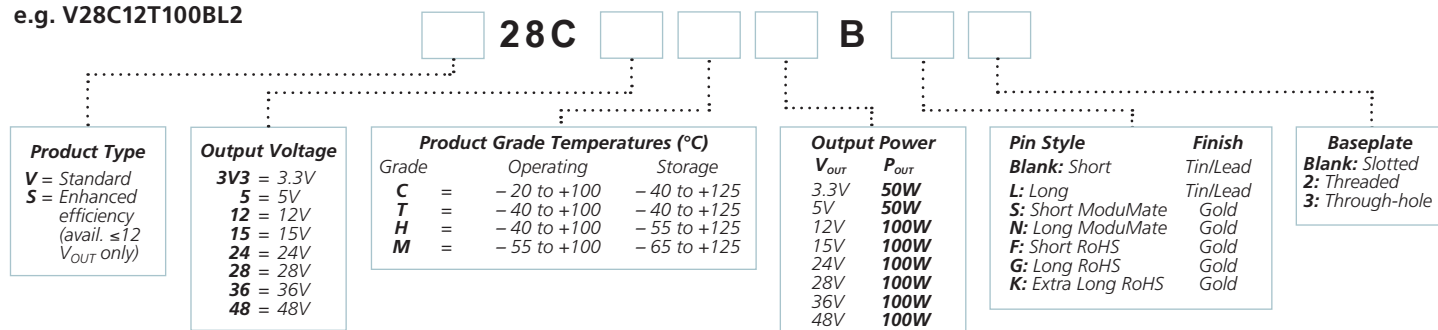 e.g. V28C12T100BL2
28C B
Product Type
V = Standard
S = Enhanced
efficiency
(avail. ≤12
VOUT only)
Output Voltage
3V3 = 3.3V
5 = 5V
12 = 12V
15 = 15V
24 = 24V
28 = 28V
36 = 36V
48 = 48V
Product Grade Temperatures (°C)
Grade Operating Storage
C = – 20 to +100 – 40 to +125
T = – 40 to +100 – 40 to +125
H = – 40 to +100 – 55 to +125
M = – 55 to +100 – 65 to +125
Output Power
VOUT POUT
3.3V 50W
5V 50W
12V 100W
15V 100W
24V 100W
28V 100W
36V 100W
48V 100W
Pin Style Finish
Blank: Short Tin/Lead
L: Long Tin/Lead
S: Short ModuMate Gold
N: Long ModuMate Gold
F: Short RoHS Gold
G: Long RoHS Gold
K: Extra Long RoHS Gold
Baseplate
Blank: Slotted
2: Threaded
3: Through-hole